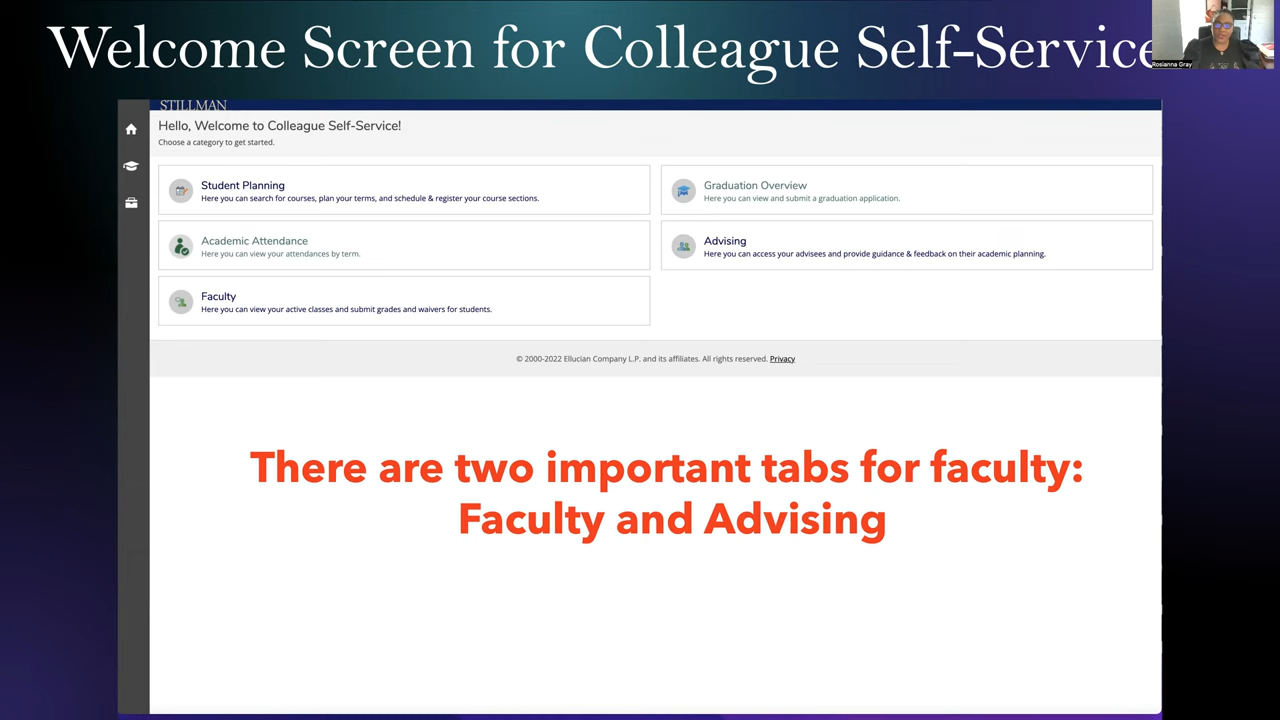 Welcome Screen for Colleague Self-Service
Rosianna Gray
STILLMAN
Hello, Welcome to Colleague Self-Service!
Choose a category to get started.
Student Planning
Here you can search for courses, plan your terms, and schedule & register your course sections.
Graduation Overview
Here you can view and submit a graduation application.
Academic Attendance
Here you can view your attendances by term.
Advising
Here you can access your advisees and provide guidance & feedback on their academic planning.
Faculty
Here you can view your active classes and submit grades and waivers for students.
© 2000-2022 Ellucian Company L.P. and its affiliates. All rights reserved. Privacy
There are two important tabs for faculty:
Faculty and Advising